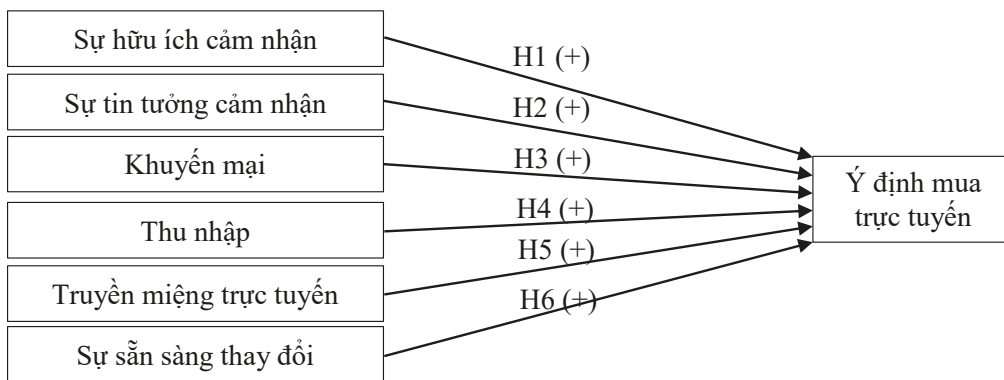 Sự hữu ích cảm nhận
H1 (+)
Sự tin tưởng cảm nhận
H2 (+)
Khuyến mại
H3 (+)
Ý định mua
trực tuyến
Thu nhập
H4 (+)
Truyền miệng trực tuyến
H5 (+)
Sự sẵn sàng thay đổi
H6 (+)